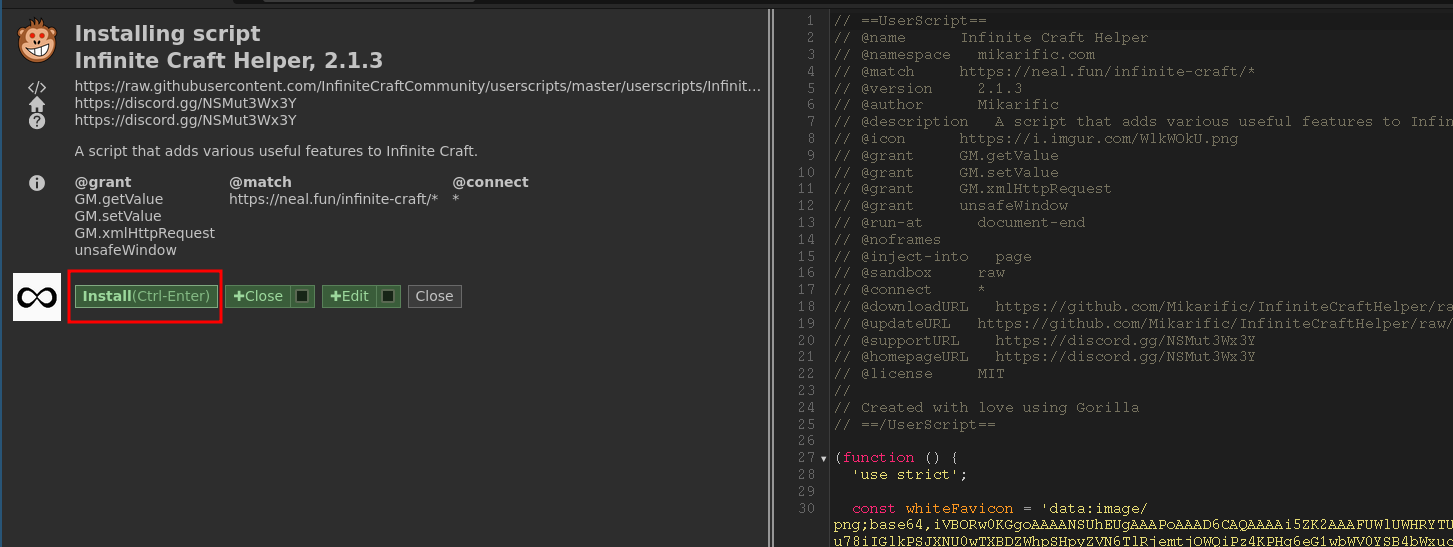 Installing script
Infinite Craft Helper, 2.1.3
https://raw.githubusercontent.com/InfiniteCraftCommunity/userscripts/master/userscripts/Infinit...
https://discord.gg/NSMut3Wx3Y
https://discord.gg/NSMut3Wx3Y
A script that adds various useful features to Infinite Craft.
@grant @match @connect
GM.getValue https://neal.fun/infinite-craft/* *
GM.setValue
GM.xmlHttpRequest
unsafeWindow
Install(Ctrl-Enter) +Close +Edit Close
1 // ==UserScript==
2 // @name Infinite Craft Helper
3 // @namespace mikarific.com
4 // @match https://neal.fun/infinite-craft/*
5 // @version 2.1.3
6 // @author Mikarific
7 // @description A script that adds various useful features to Infin
8 // @icon https://i.imgur.com/WlkWOkU.png
9 // @grant GM.getValue
10 // @grant GM.setValue
11 // @grant GM.xmlHttpRequest
12 // @grant unsafeWindow
13 // @run-at document-end
14 // @noframes
15 // @inject-into page
16 // @sandbox raw
17 // @connect *
18 // @downloadURL https://github.com/Mikarific/InfiniteCraftHelper/ra
19 // @updateURL https://github.com/Mikarific/InfiniteCraftHelper/raw/
20 // @supportURL https://discord.gg/NSMut3Wx3Y
21 // @homepageURL https://discord.gg/NSMut3Wx3Y
22 // @license MIT
23 //
24 // Created with love using Gorilla
25 // ==/UserScript==
26
27 (function () {
28 'use strict';
29
30 const whiteFavicon = 'data:image/
png;base64,iVBORw0KGgoAAAANSUhEUgAAAPoAAAD6CAQAAAAi5ZK2AAAFUWlUWHRYTU